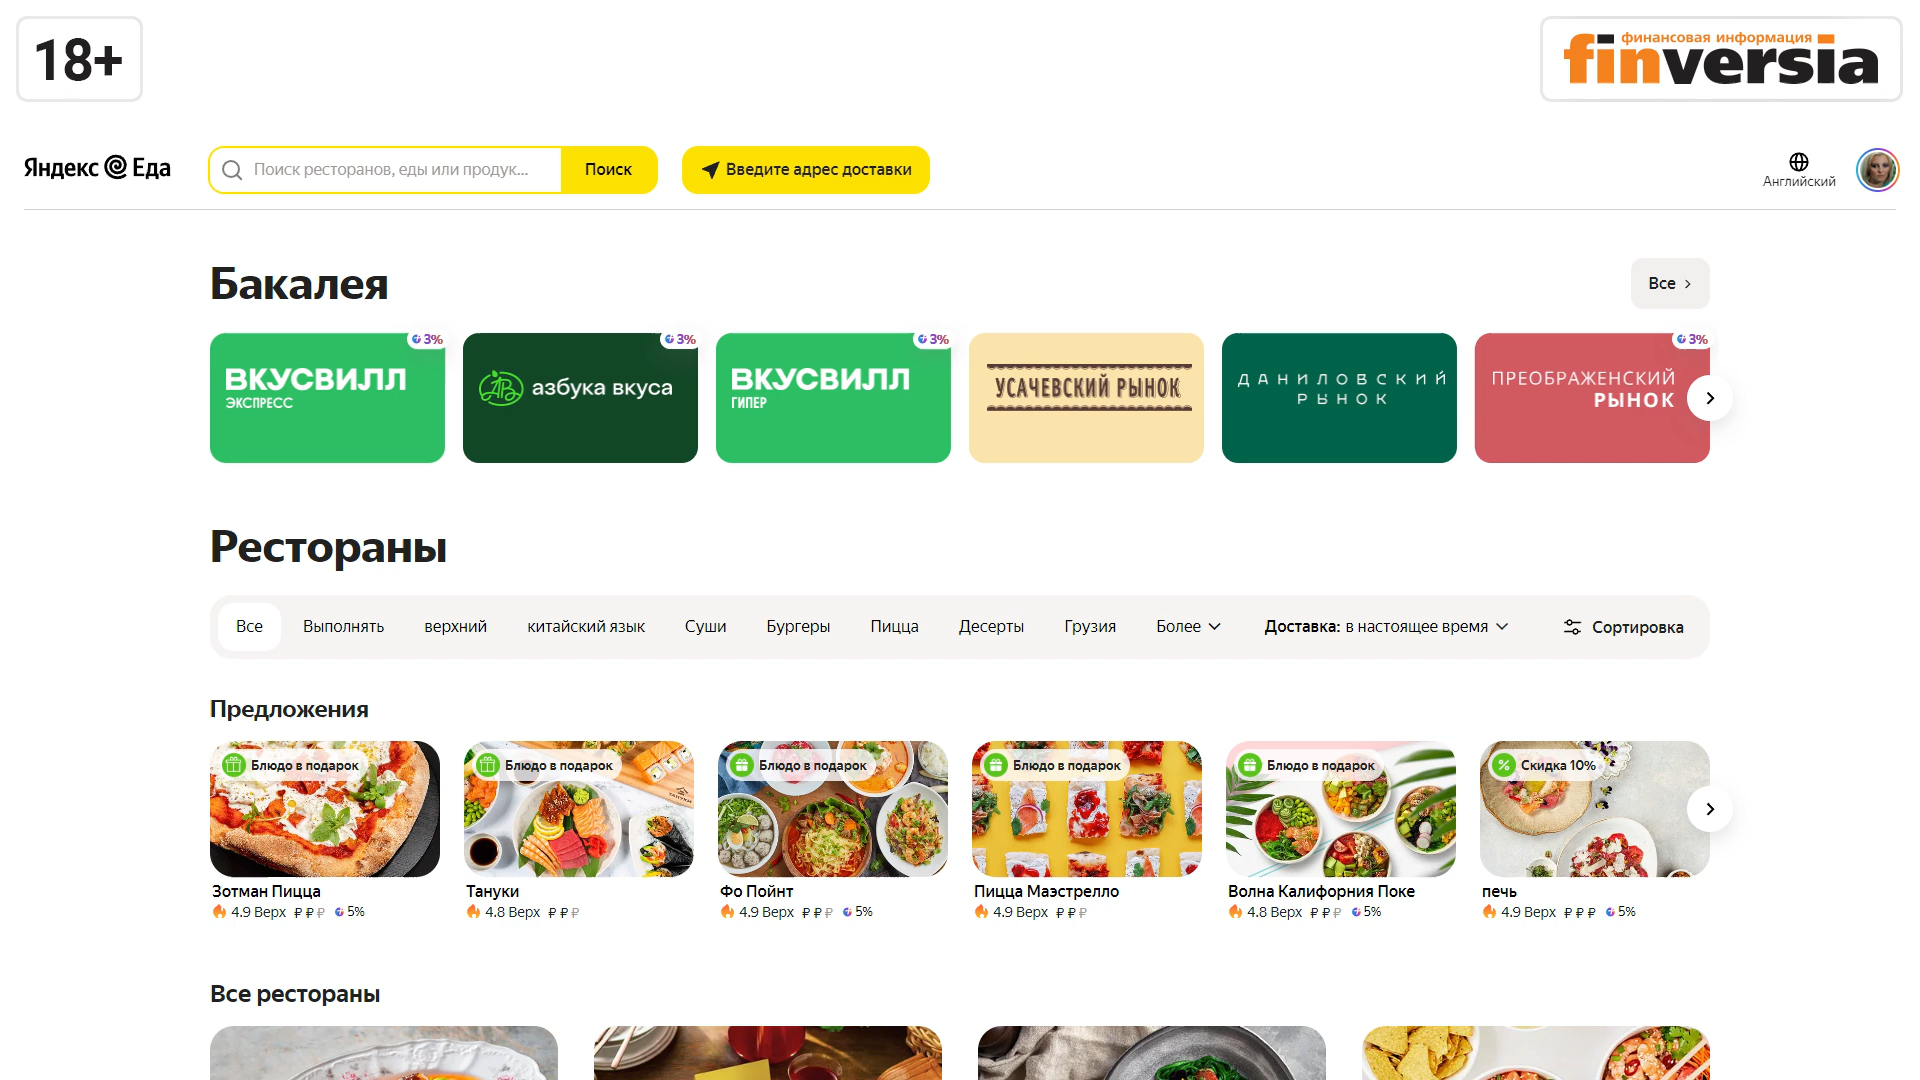 18+
финансовая информация
finversia
Яндекс Еда
Поиск ресторанов, еды или продук...
Поиск
Введите адрес доставки
Английский
Бакалея
Все
3%
3%
3%
3%
ВКУСВИЛЛ
ЭКСПРЕСС
азбука вкуса
ВКУСВИЛЛ
ГИПЕР
УСАЧЕВСКИЙ РЫНОК
ДАНИЛОВСКИЙ
РЫНОК
ПРЕОБРАЖЕНСКИЙ
РЫНОК
Рестораны
Все
Выполнять
верхний
китайский язык
Суши
Бургеры
Пицца
Десерты
Грузия
Более
Доставка: в настоящее время
Сортировка
Предложения
Блюдо в подарок
Блюдо в подарок
Блюдо в подарок
Блюдо в подарок
Блюдо в подарок
Скидка 10%
Зотман Пицца
4.9 Верх ₽₽₽ 5%
Тануки
4.8 Верх ₽₽₽
Фо Пойнт
4.9 Верх ₽₽₽ 5%
Пицца Маэстрелло
4.9 Верх ₽₽₽
Волна Калифорния Поке
4.8 Верх ₽₽₽ 5%
печь
4.9 Верх ₽₽₽ 5%
Все рестораны